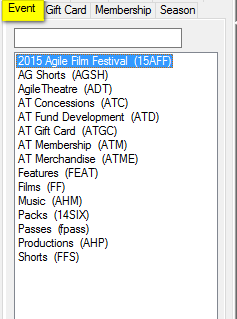 Event Gift Card Membership Season
2015 Agile Film Festival (15AFF)
AG Shorts (AGSH)
AgileTheatre (ADT)
AT Concessions (ATC)
AT Fund Development (ATD)
AT Gift Card (ATGC)
AT Membership (ATM)
AT Merchandise (ATME)
Features (FEAT)
Films (FF)
Music (AHM)
Packs (14SIX)
Passes (fpass)
Productions (AHP)
Shorts (FFS)